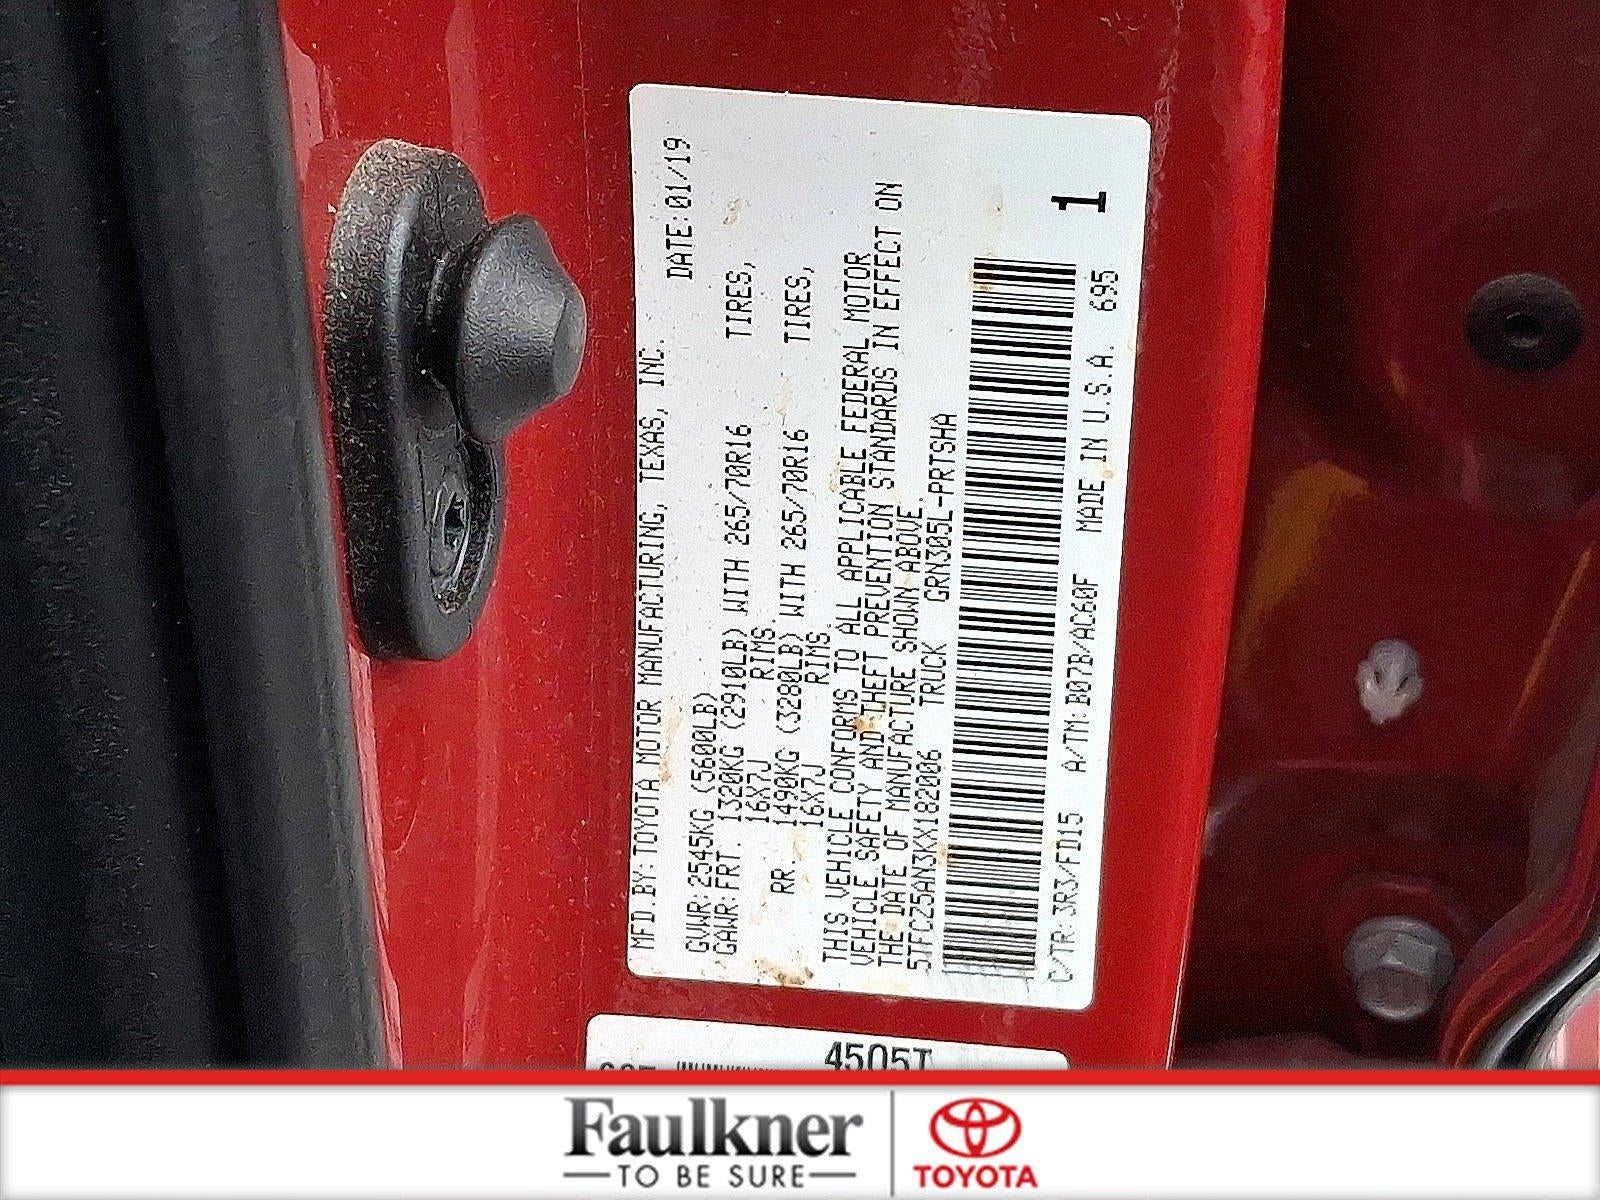 MFD.BY:TOYOTA MOTOR MANUFACTURING, TEXAS, INC.
DATE:01/19
GVWR:2545KG (5600LB)
GAWR:FRT. 1320KG (2910LB) WITH 265/70R16 TIRES,
16X7J RIMS.
RR. 1490KG (3280LB) WITH 265/70R16 TIRES,
16X7J RIMS.
THIS VEHICLE CONFORMS TO ALL APPLICABLE FEDERAL MOTOR
VEHICLE SAFETY AND THEFT PREVENTION STANDARDS IN EFFECT ON
THE DATE OF MANUFACTURE SHOWN ABOVE.
5TFCZ5AN3KX182006 TRUCK GRN305L-PRTSHA
1
C/TR:3R3/FD15 A/TM:B07B/AC60F MADE IN U.S.A. 695
4505T
Faulkner
TO BE SURE
TOYOTA